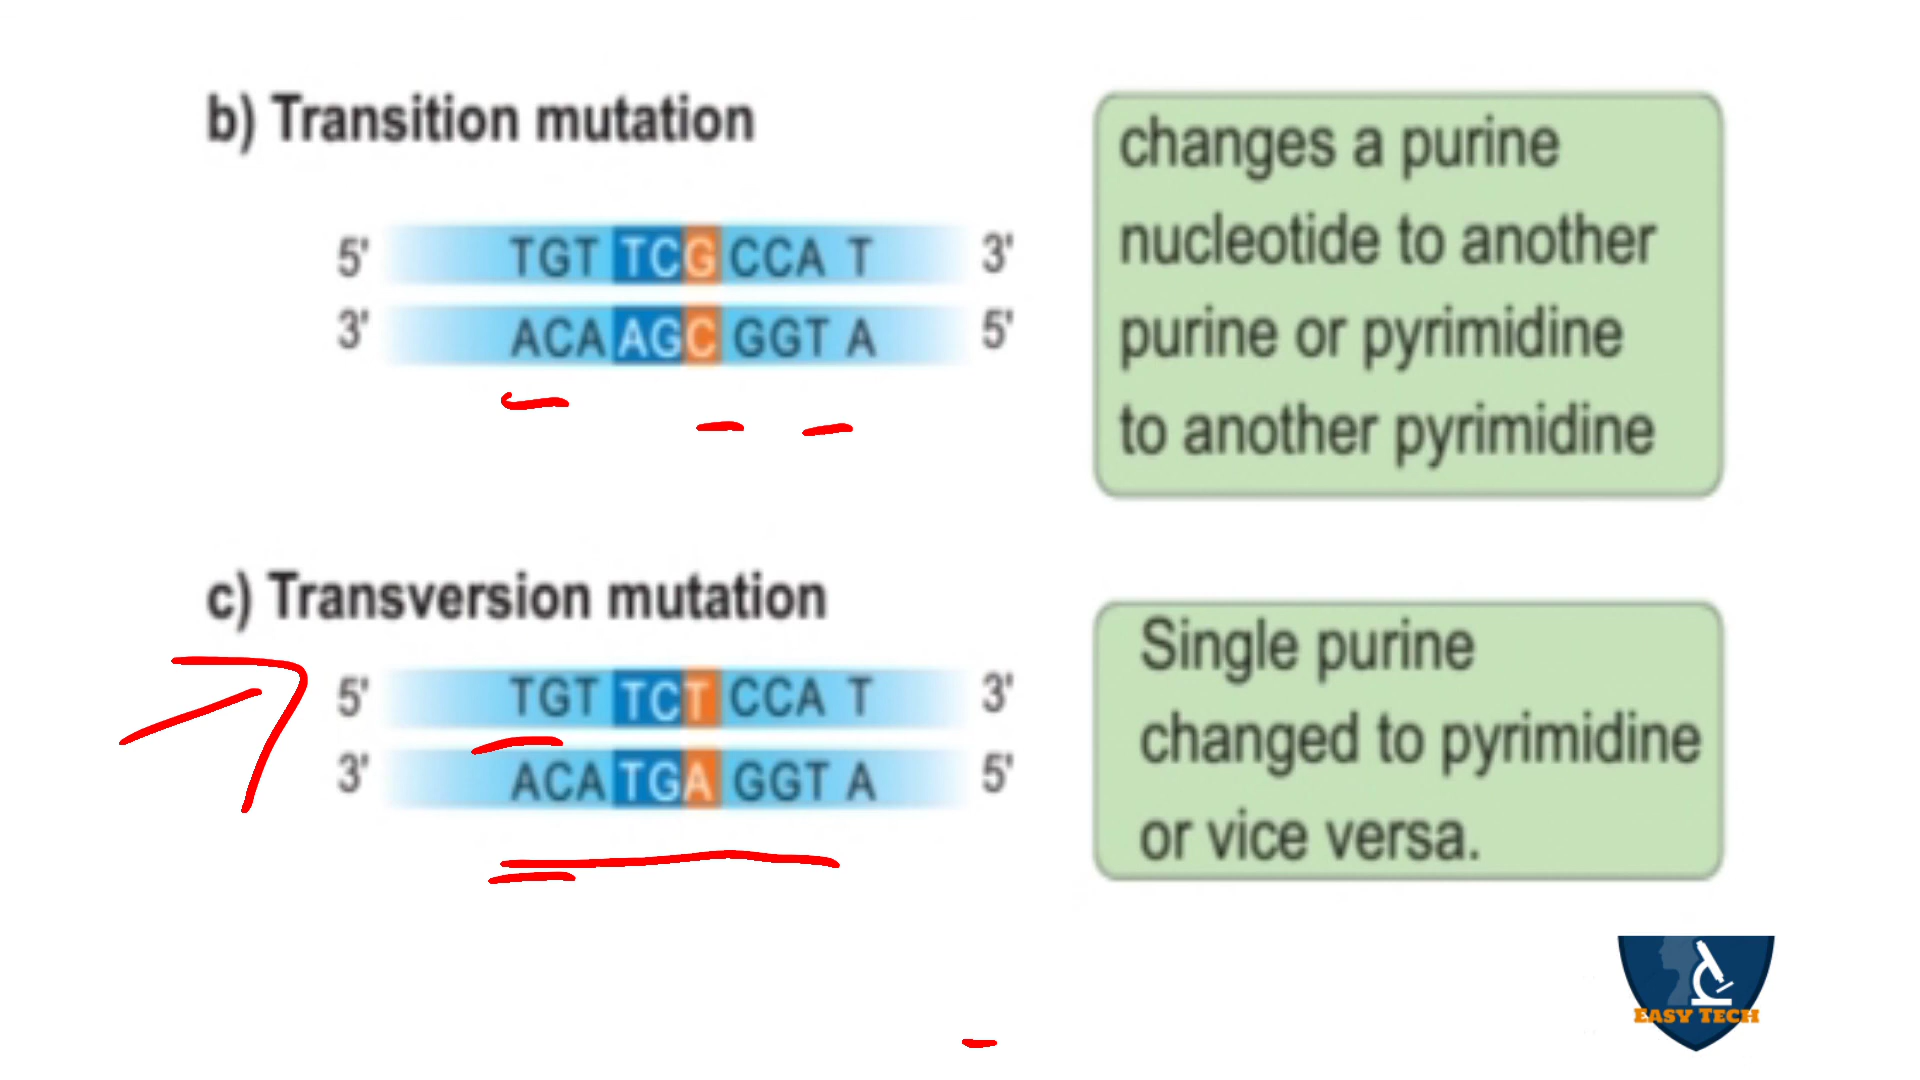 b) Transition mutation
5' TGT TCG CCA T 3'
3' ACA AGC GGT A 5'
changes a purine
nucleotide to another
purine or pyrimidine
to another pyrimidine
c) Transversion mutation
5' TGT TCT CCA T 3'
3' ACA TGA GGT A 5'
Single purine
changed to pyrimidine
or vice versa.
EASY TECH